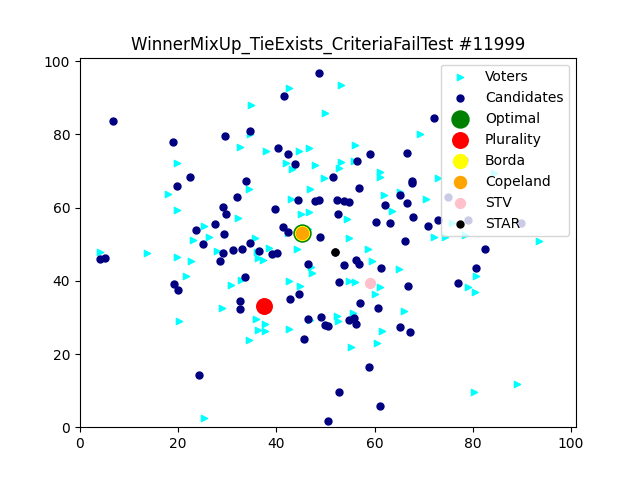 WinnerMixUp_TieExists_CriteriaFailTest #11999
100
80
60
40
20
0
0 20 40 60 80 100
Voters
Candidates
Optimal
Plurality
Borda
Copeland
STV
STAR